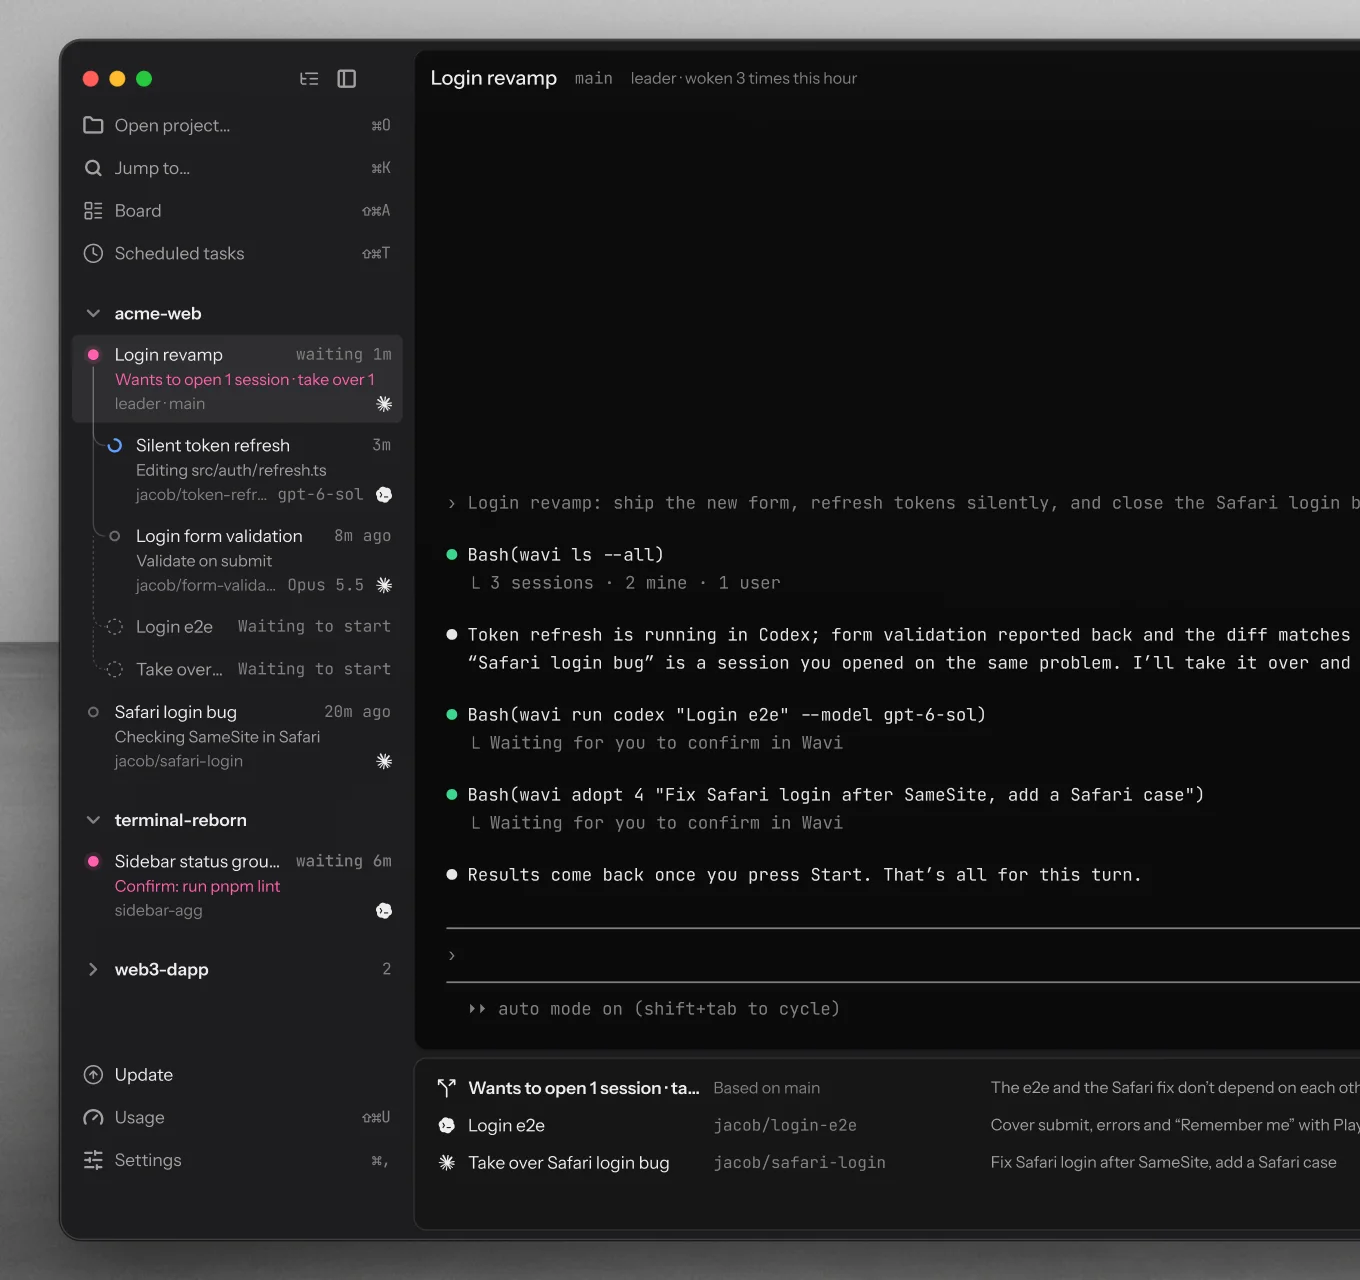 Open project… ⌘O
Jump to… ⌘K
Board ⇧⌘A
Scheduled tasks ⇧⌘T
acme-web
Login revamp waiting 1m
Wants to open 1 session · take over 1
leader · main
Silent token refresh 3m
Editing src/auth/refresh.ts
jacob/token-refr… gpt-6-sol
Login form validation 8m ago
Validate on submit
jacob/form-valida… Opus 5.5
Login e2e Waiting to start
Take over… Waiting to start
Safari login bug 20m ago
Checking SameSite in Safari
jacob/safari-login
terminal-reborn
Sidebar status grou… waiting 6m
Confirm: run pnpm lint
sidebar-agg
web3-dapp 2
Update
Usage ⇧⌘U
Settings ⌘,
Login revamp main leader · woken 3 times this hour
› Login revamp: ship the new form, refresh tokens silently, and close the Safari login b
Bash(wavi ls --all)
└ 3 sessions · 2 mine · 1 user
Token refresh is running in Codex; form validation reported back and the diff matches
“Safari login bug” is a session you opened on the same problem. I’ll take it over and
Bash(wavi run codex "Login e2e" --model gpt-6-sol)
└ Waiting for you to confirm in Wavi
Bash(wavi adopt 4 "Fix Safari login after SameSite, add a Safari case")
└ Waiting for you to confirm in Wavi
Results come back once you press Start. That’s all for this turn.
›
auto mode on (shift+tab to cycle)
Wants to open 1 session · ta… Based on main The e2e and the Safari fix don’t depend on each oth
Login e2e jacob/login-e2e Cover submit, errors and “Remember me” with Play
Take over Safari login bug jacob/safari-login Fix Safari login after SameSite, add a Safari case